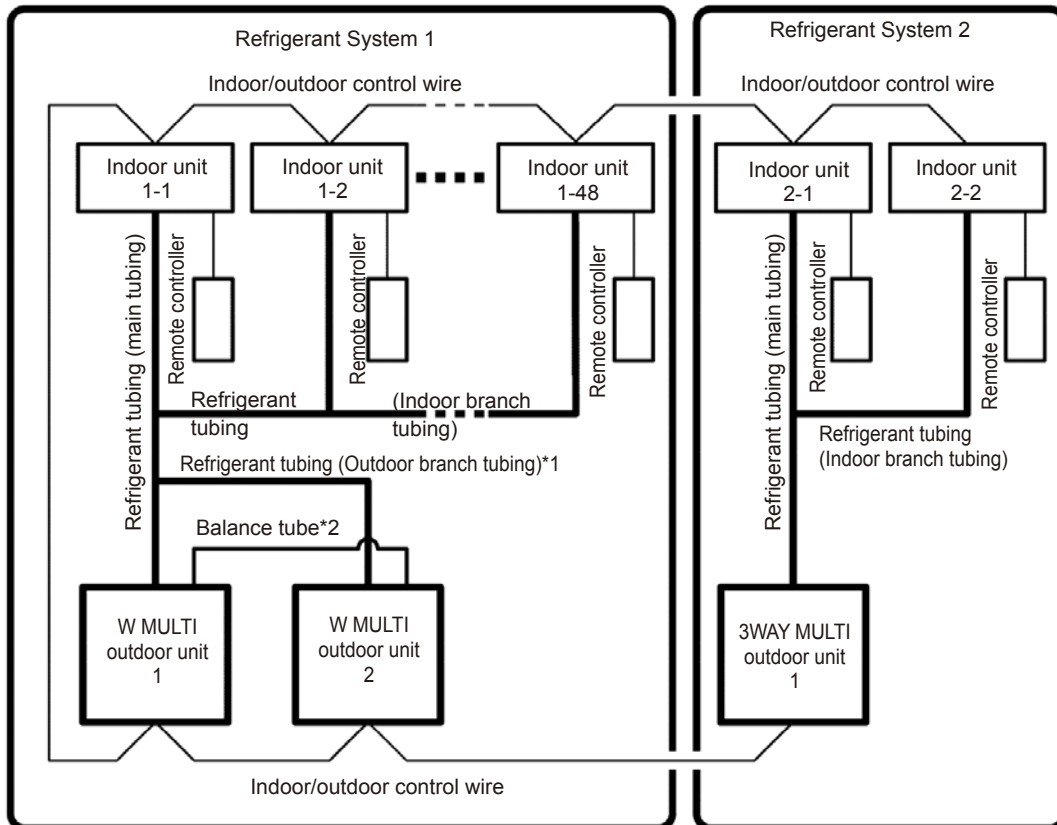 Refrigerant System 1
Refrigerant System 2
Indoor/outdoor control wire
Indoor/outdoor control wire
Indoor unit
1-1
Indoor unit
1-2
Indoor unit
1-48
Indoor unit
2-1
Indoor unit
2-2
Refrigerant tubing (main tubing)
Remote controller
Remote controller
Remote controller
Refrigerant tubing (main tubing)
Remote controller
Remote controller
Refrigerant
tubing
(Indoor branch
tubing)
Refrigerant tubing
(Indoor branch tubing)
Refrigerant tubing (Outdoor branch tubing)*1
Balance tube*2
W MULTI
outdoor unit
1
W MULTI
outdoor unit
2
3WAY MULTI
outdoor unit
1
Indoor/outdoor control wire